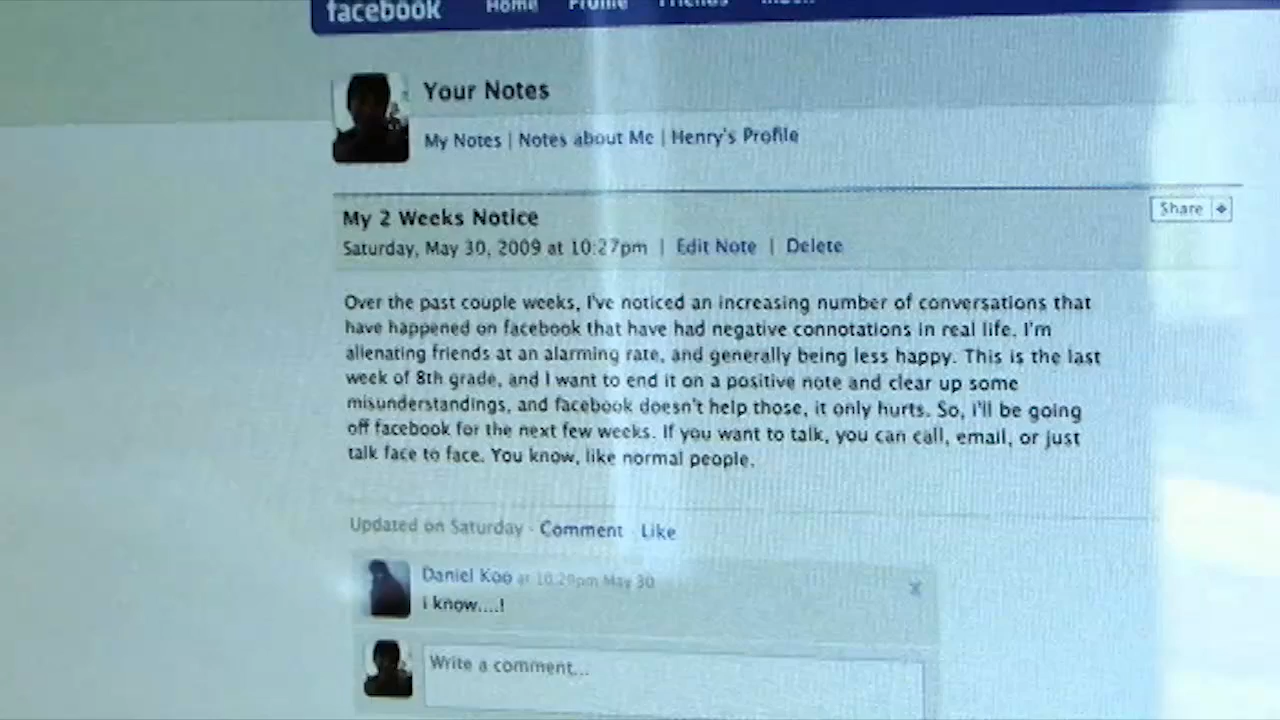 facebook Home Profile Friends Inbox
Your Notes
My Notes | Notes about Me | Henry's Profile
My 2 Weeks Notice
Share +
Saturday, May 30, 2009 at 10:27pm | Edit Note | Delete
Over the past couple weeks, I've noticed an increasing number of conversations that
have happened on facebook that have had negative connotations in real life. I'm
alienating friends at an alarming rate, and generally being less happy. This is the last
week of 8th grade, and I want to end it on a positive note and clear up some
misunderstandings, and facebook doesn't help those, it only hurts. So, i'll be going
off facebook for the next few weeks. If you want to talk, you can call, email, or just
talk face to face. You know, like normal people.
Updated on Saturday · Comment · Like
Daniel Koo at 10:29pm May 30
i know....!
Write a comment...